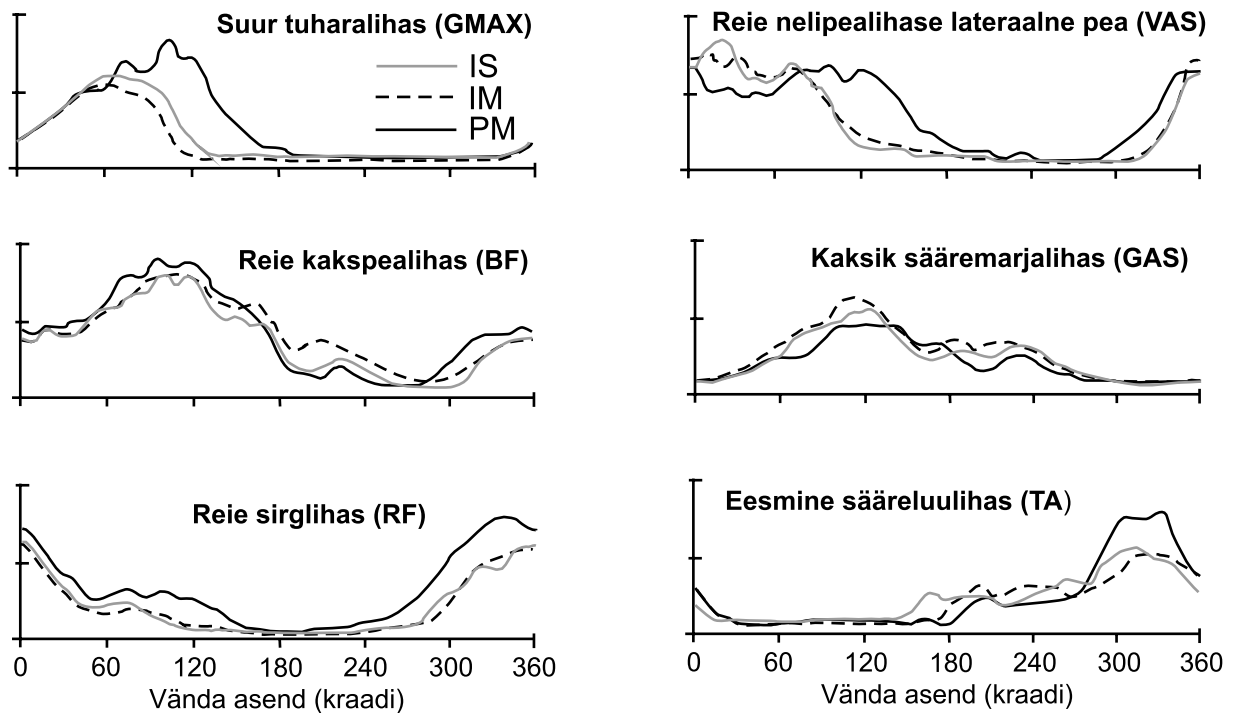 Suur tuharalihas (GMAX)
IS
IM
PM
Reie nelipealihase lateraalne pea (VAS)
Reie kakspealihas (BF)
Kaksik sääremarjalihas (GAS)
Reie sirglihas (RF)
Eesmine sääreluulihas (TA)
0 60 120 180 240 300 360
Vända asend (kraadi)
0 60 120 180 240 300 360
Vända asend (kraadi)